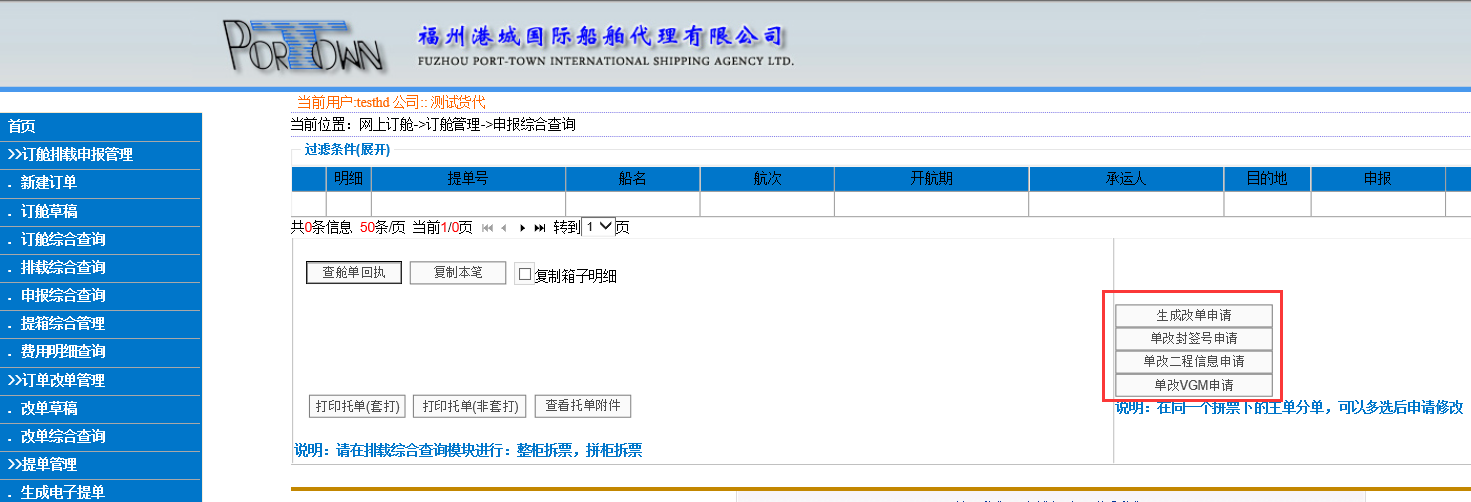 PORTTOWN
福州港城国际船舶代理有限公司
FUZHOU PORT-TOWN INTERNATIONAL SHIPPING AGENCY LTD.
当前用户:testhd 公司:: 测试货代
当前位置：网上订舱->订舱管理->申报综合查询
首页
>>订舱排载申报管理
. 新建订单
. 订舱草稿
. 订舱综合查询
. 排载综合查询
. 申报综合查询
. 提箱综合管理
. 费用明细查询
>>订单改单管理
. 改单草稿
. 改单综合查询
>>提单管理
. 生成电子提单
过滤条件(展开)
明细 提单号 船名 航次 开航期 承运人 目的地 申报
共0条信息 50条/页 当前1/0页 转到 1 页
查舱单回执 复制本笔 复制箱子明细
生成改单申请
单改封签号申请
单改二程信息申请
单改VGM申请
打印托单(套打) 打印托单(非套打) 查看托单附件
说明：在同一个拼票下的主单分单，可以多选后申请修改
说明：请在排载综合查询模块进行：整柜拆票，拼柜拆票